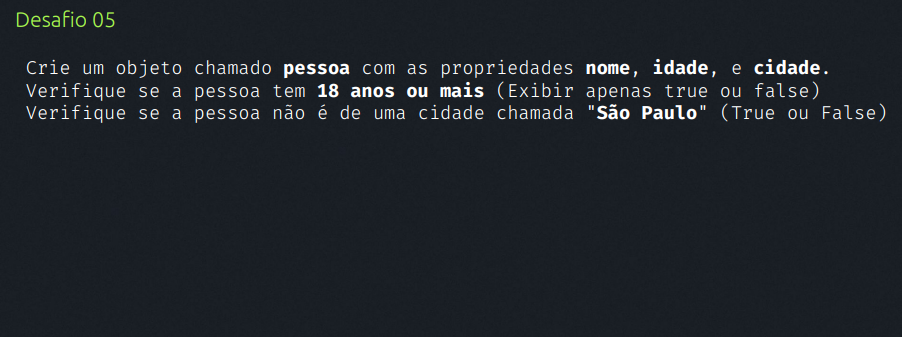 Desafio 05
Crie um objeto chamado pessoa com as propriedades nome, idade, e cidade.
Verifique se a pessoa tem 18 anos ou mais (Exibir apenas true ou false)
Verifique se a pessoa não é de uma cidade chamada "São Paulo" (True ou False)